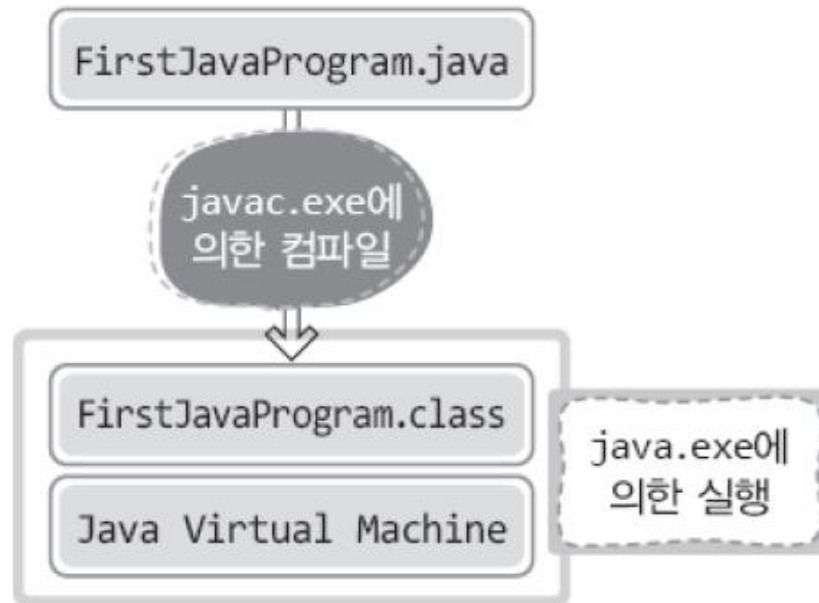 FirstJavaProgram.java
javac.exe에
의한 컴파일
FirstJavaProgram.class
Java Virtual Machine
java.exe에
의한 실행